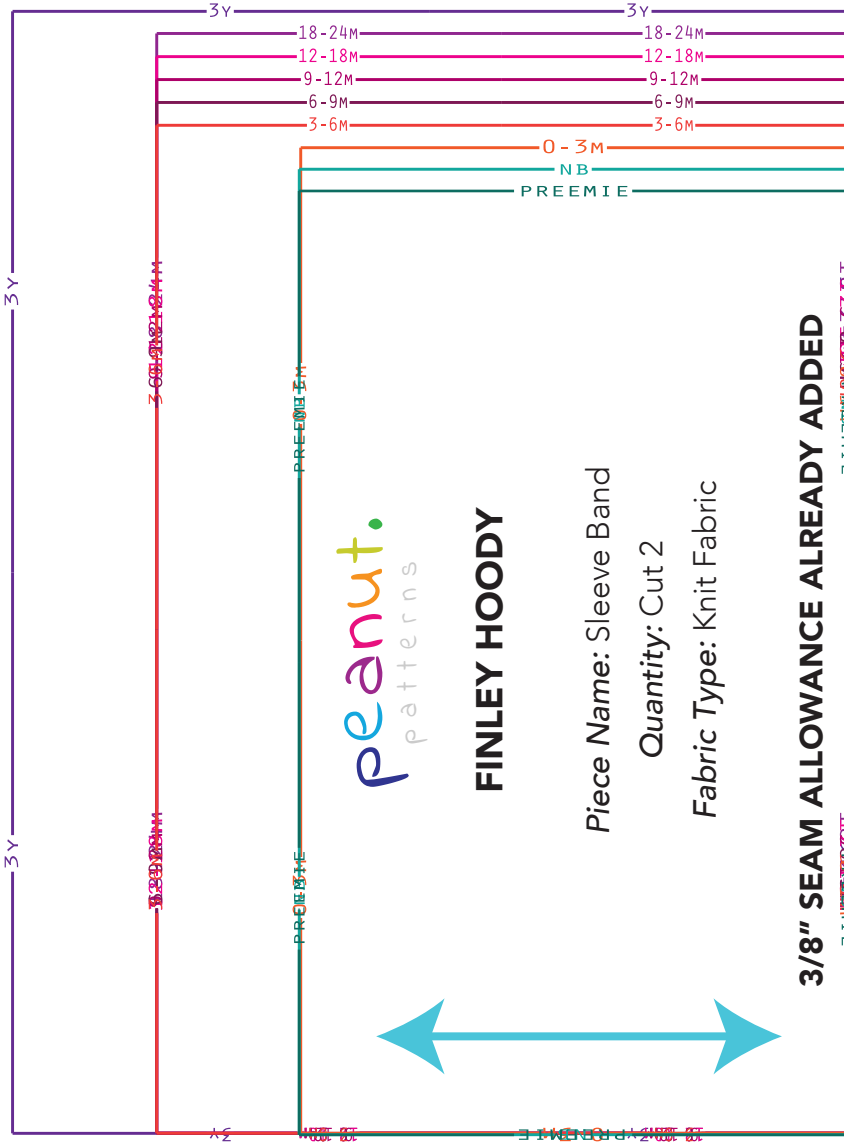 3Y 3Y
18-24M 18-24M
12-18M 12-18M
9-12M 9-12M
6-9M 6-9M
3-6M 3-6M
0-3M
NB
PREEMIE
3Y
3Y
PREEMIE
PREEMIE
peanut.
patterns
FINLEY HOODY
Piece Name: Sleeve Band
Quantity: Cut 2
Fabric Type: Knit Fabric
3/8" SEAM ALLOWANCE ALREADY ADDED